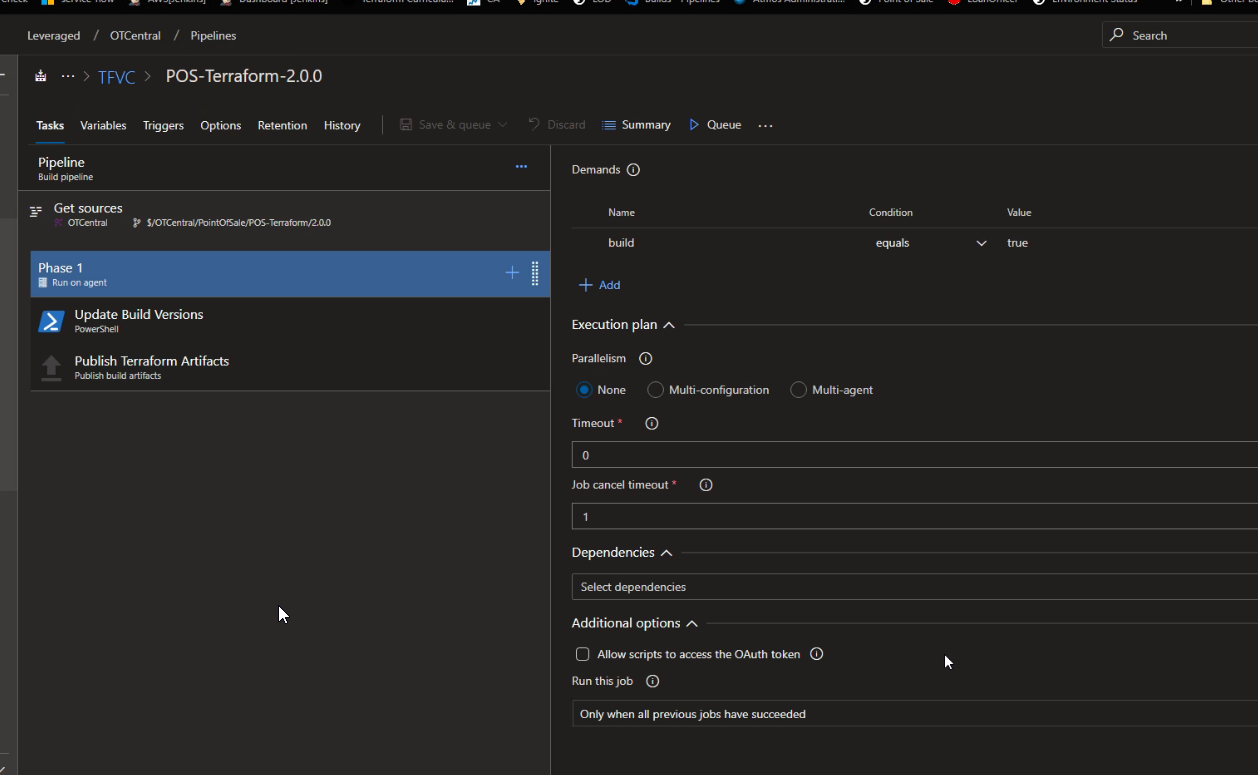 Leveraged / OTCentral / Pipelines
Search
... > TFVC > POS-Terraform-2.0.0
Tasks Variables Triggers Options Retention History Save & queue Discard Summary Queue ...
Pipeline
Build pipeline
...
Get sources
OTCentral $/OTCentral/PointOfSale/POS-Terraform/2.0.0
Phase 1
Run on agent
Update Build Versions
PowerShell
Publish Terraform Artifacts
Publish build artifacts
Demands
Name Condition Value
build equals true
+ Add
Execution plan
Parallelism
None Multi-configuration Multi-agent
Timeout *
0
Job cancel timeout *
1
Dependencies
Select dependencies
Additional options
Allow scripts to access the OAuth token
Run this job
Only when all previous jobs have succeeded